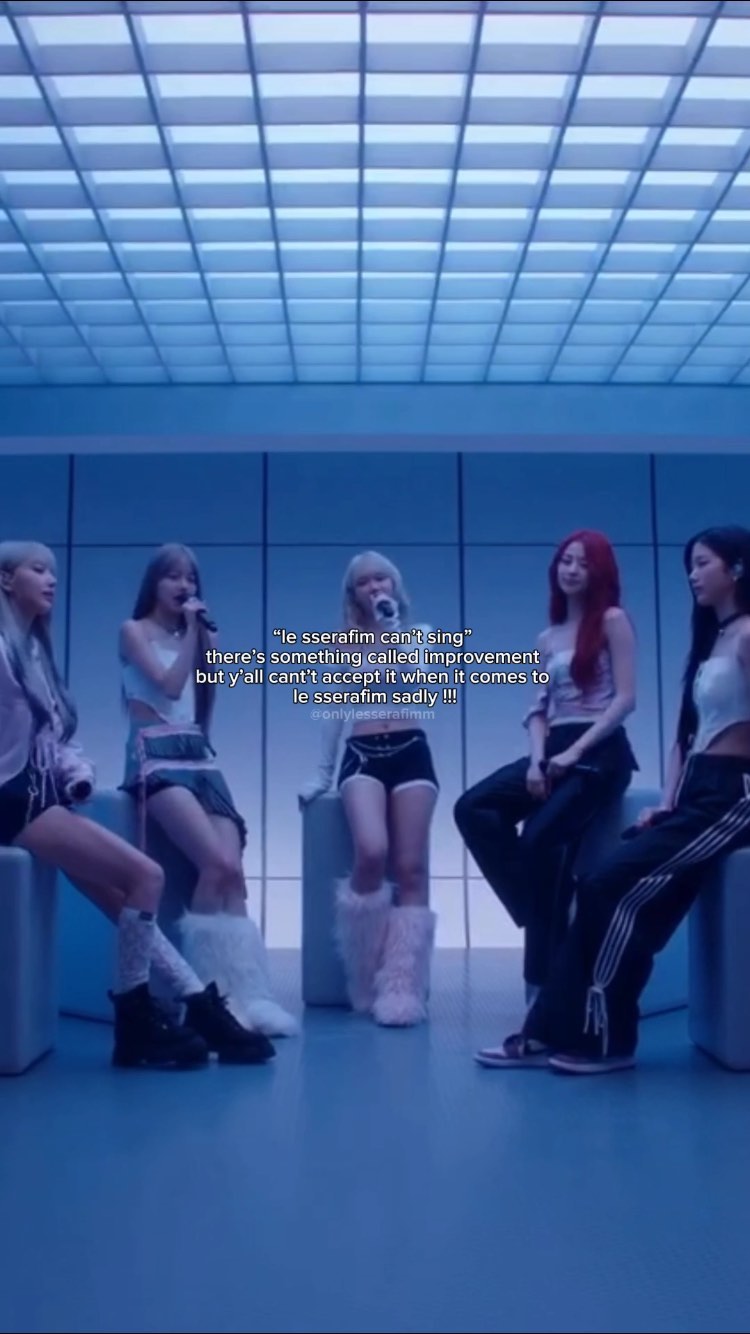 “le sserafim can’t sing”
there’s something called improvement
but y’all cant’t accept it when it comes to
le sserafim sadly !!!
@onlylesserafimm